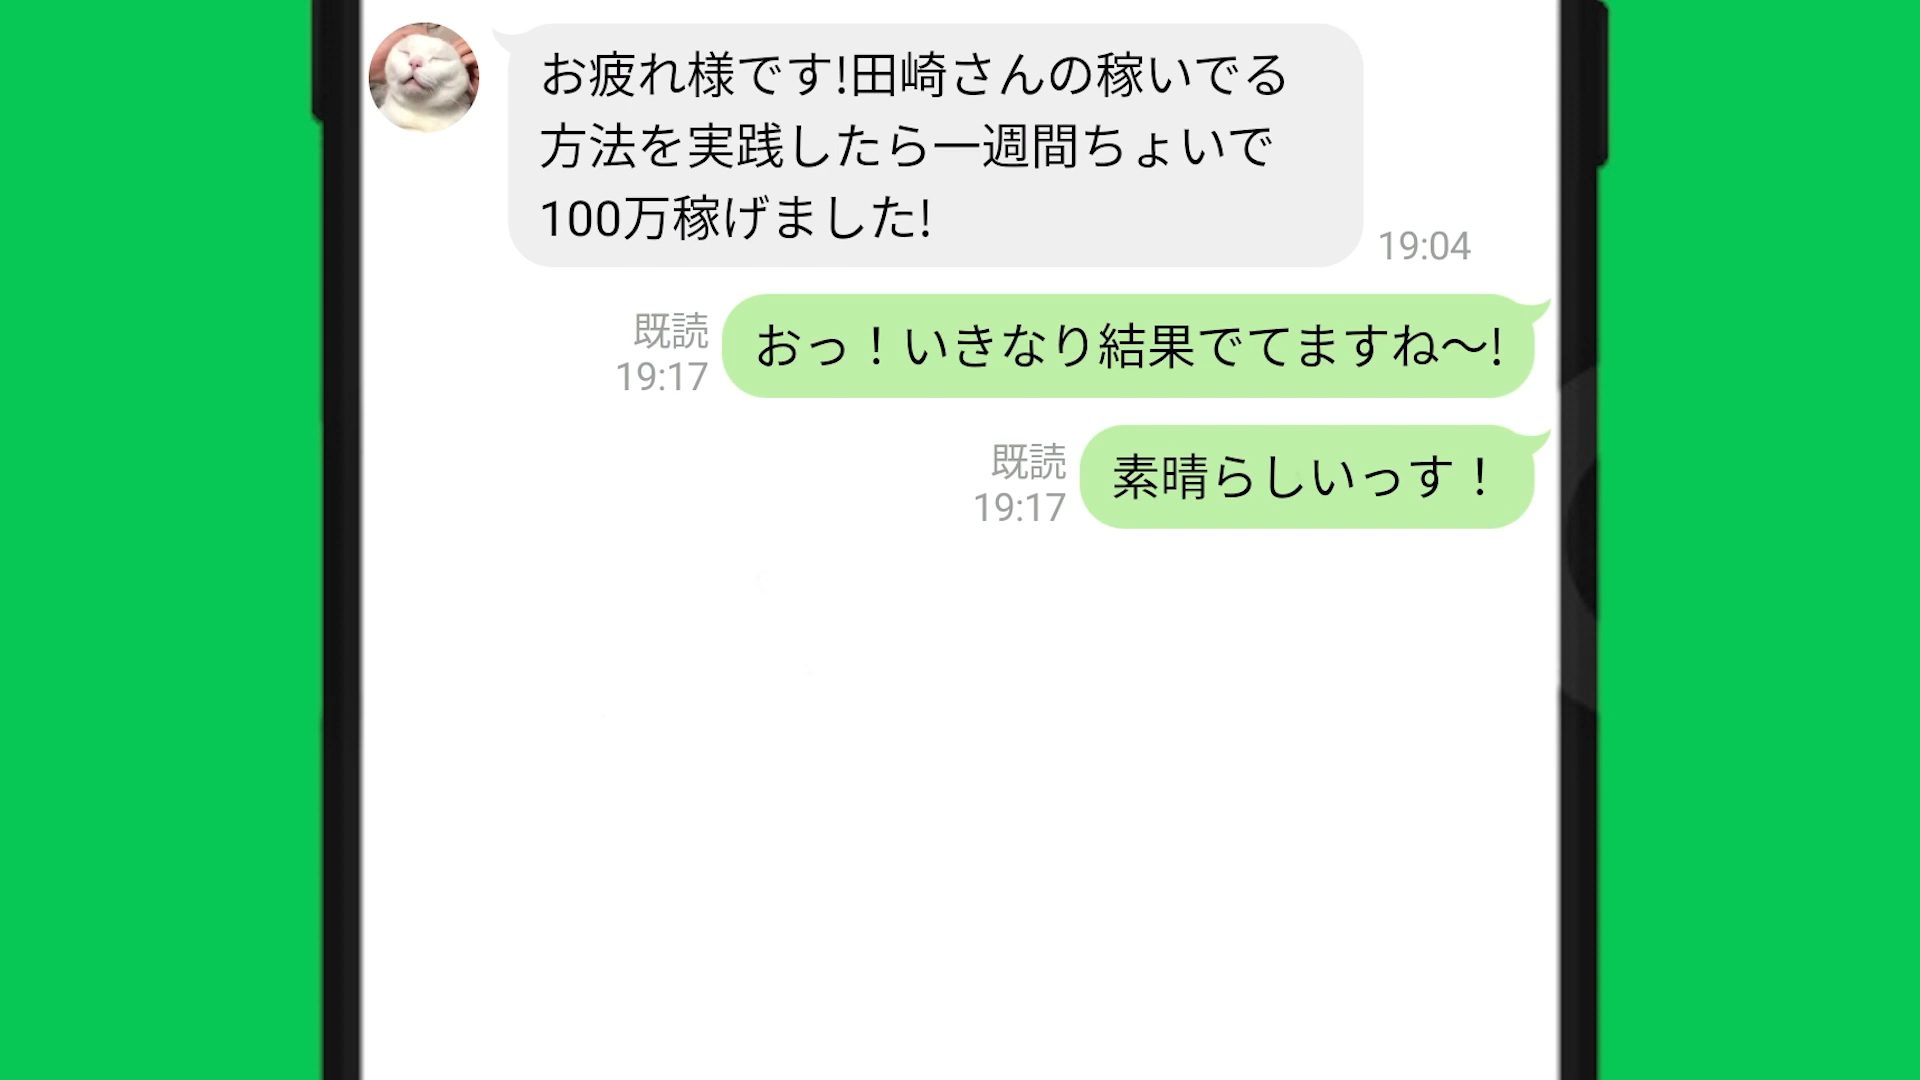 お疲れ様です!田崎さんの稼いでる
方法を実践したら一週間ちょいで
100万稼げました!
19:04
既読
19:17
おっ！いきなり結果でてますね～!
既読
19:17
素晴らしいっす！